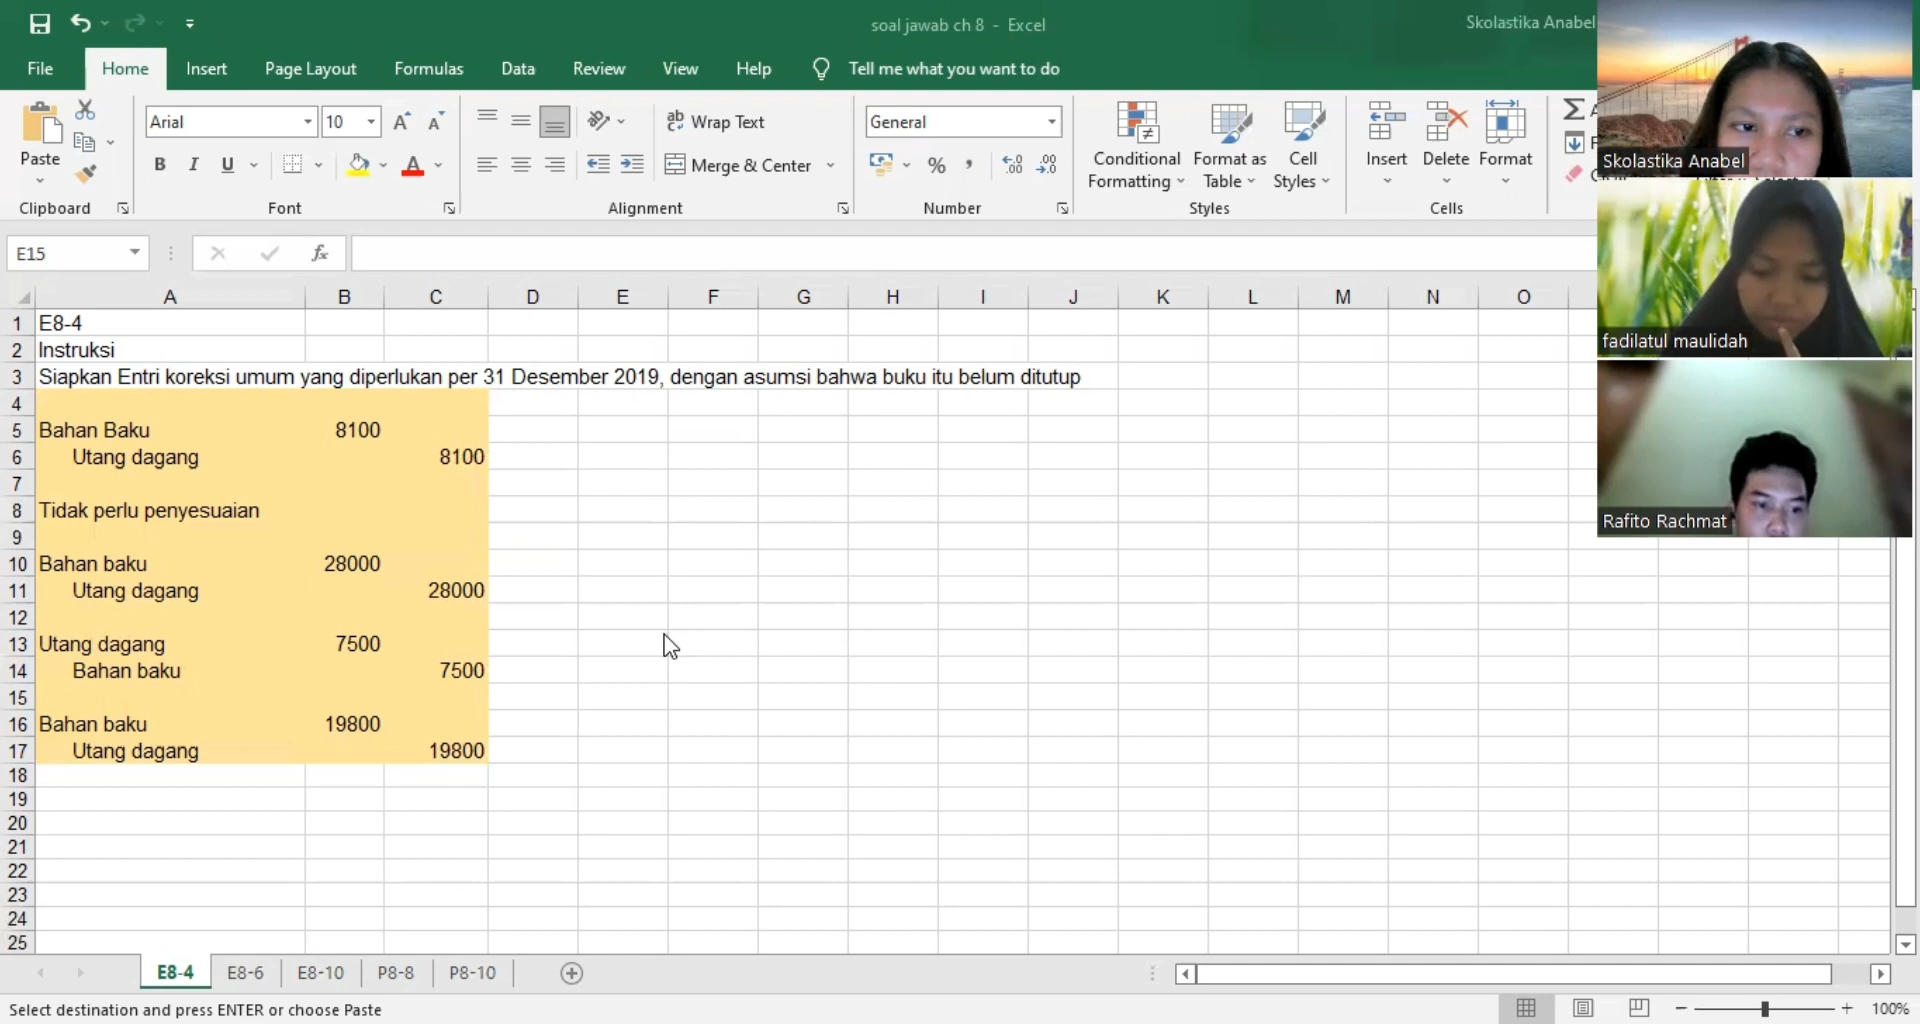 soal jawab ch 8 - Excel
Skolastika Anabel
File Home Insert Page Layout Formulas Data Review View Help Tell me what you want to do
Paste
Clipboard
Arial 10
B I U
Font
Wrap Text
Merge & Center
Alignment
General
%
Number
Conditional Formatting
Format as Table
Cell Styles
Styles
Insert Delete Format
Cells
Skolastika Anabel
fadilatul maulidah
Rafito Rachmat
E15
fx
A B C D E F G H I J K L M N O
1 E8-4
2 Instruksi
3 Siapkan Entri koreksi umum yang diperlukan per 31 Desember 2019, dengan asumsi bahwa buku itu belum ditutup
4
5 Bahan Baku 8100
6 Utang dagang 8100
7
8 Tidak perlu penyesuaian
9
10 Bahan baku 28000
11 Utang dagang 28000
12
13 Utang dagang 7500
14 Bahan baku 7500
15
16 Bahan baku 19800
17 Utang dagang 19800
18
19
20
21
22
23
24
25
E8-4 E8-6 E8-10 P8-8 P8-10
Select destination and press ENTER or choose Paste
100%